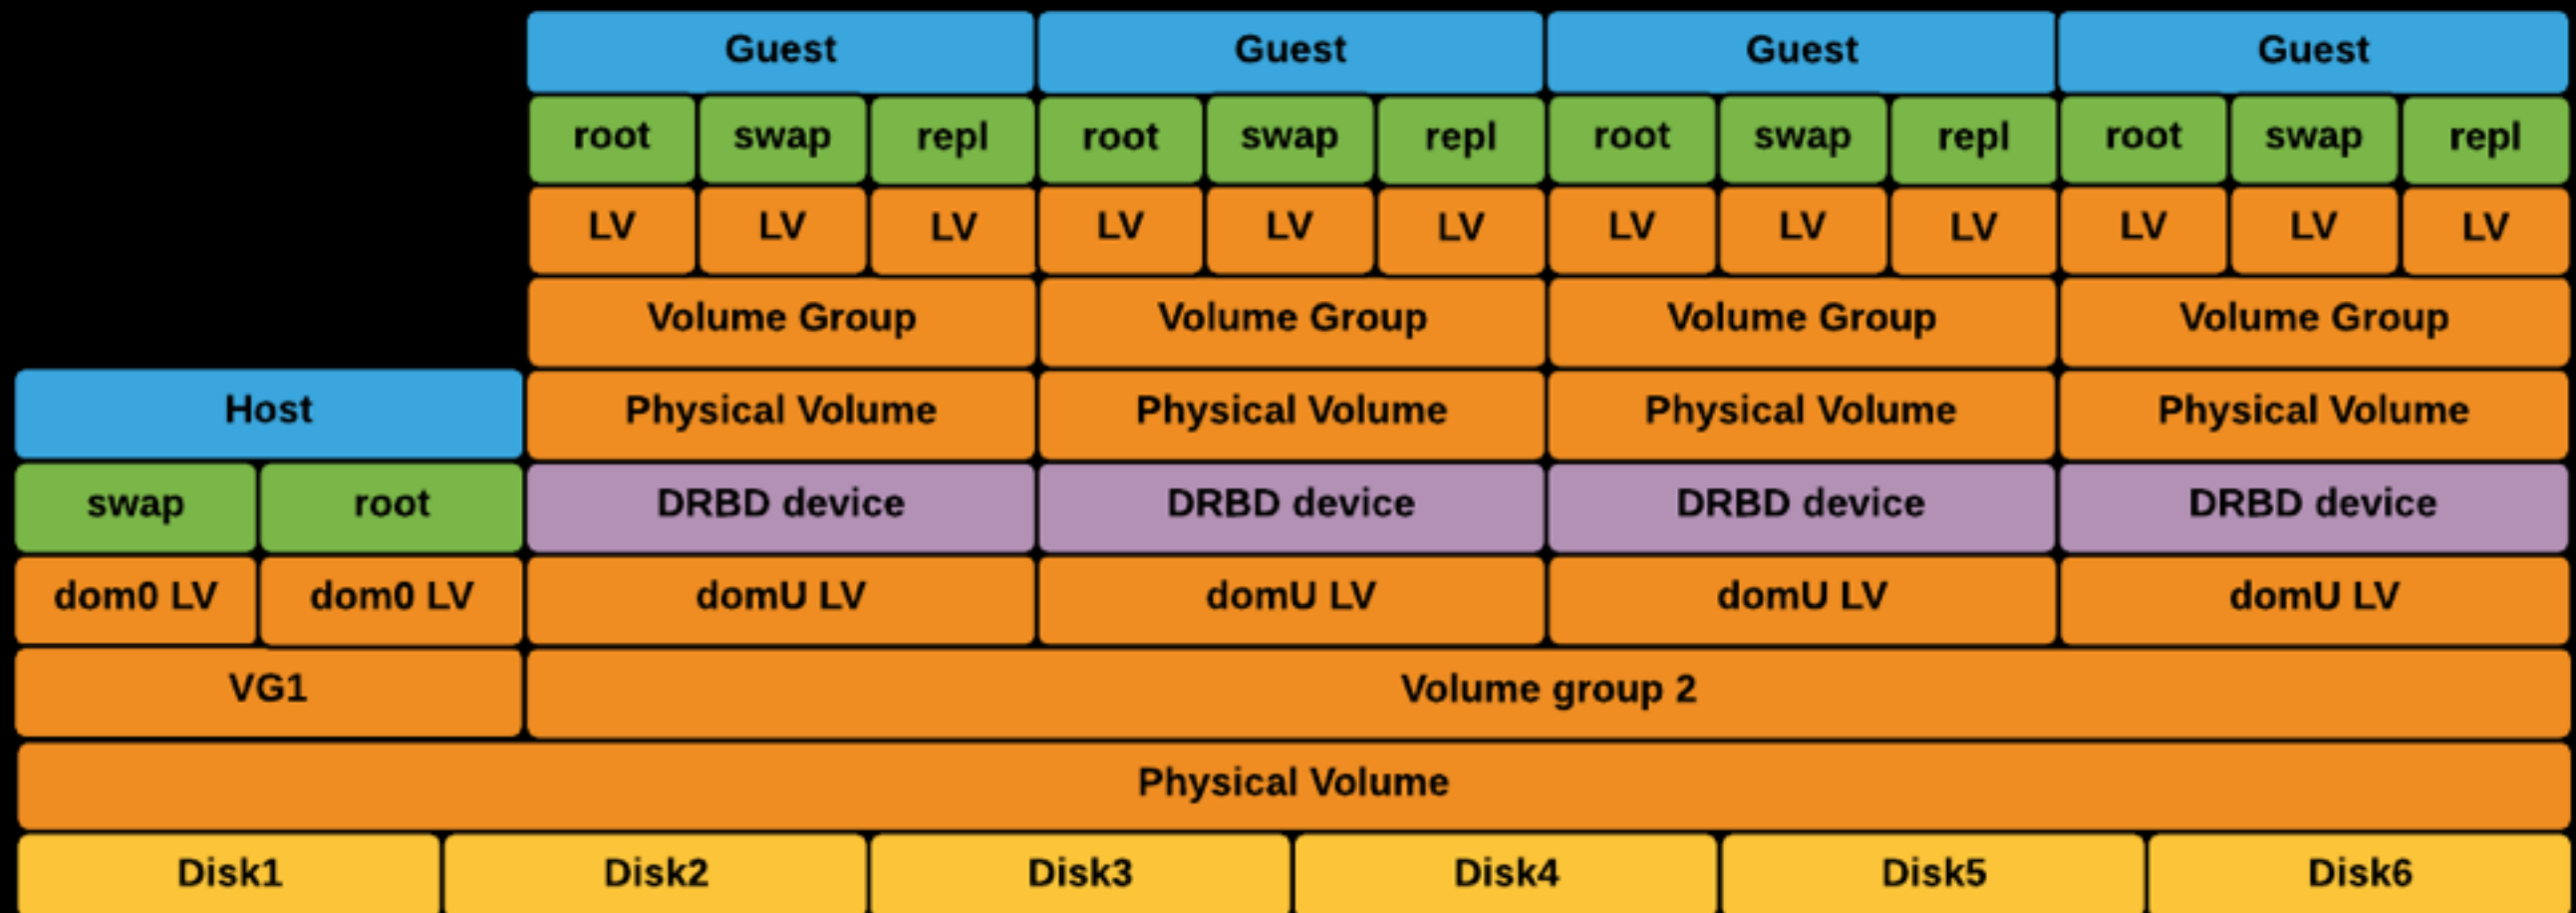 Guest Guest Guest Guest
root swap repl root swap repl root swap repl root swap repl
LV LV LV LV LV LV LV LV LV LV LV LV
Volume Group Volume Group Volume Group Volume Group
Host Physical Volume Physical Volume Physical Volume Physical Volume
swap root DRBD device DRBD device DRBD device DRBD device
dom0 LV dom0 LV domU LV domU LV domU LV domU LV
VG1 Volume group 2
Physical Volume
Disk1 Disk2 Disk3 Disk4 Disk5 Disk6